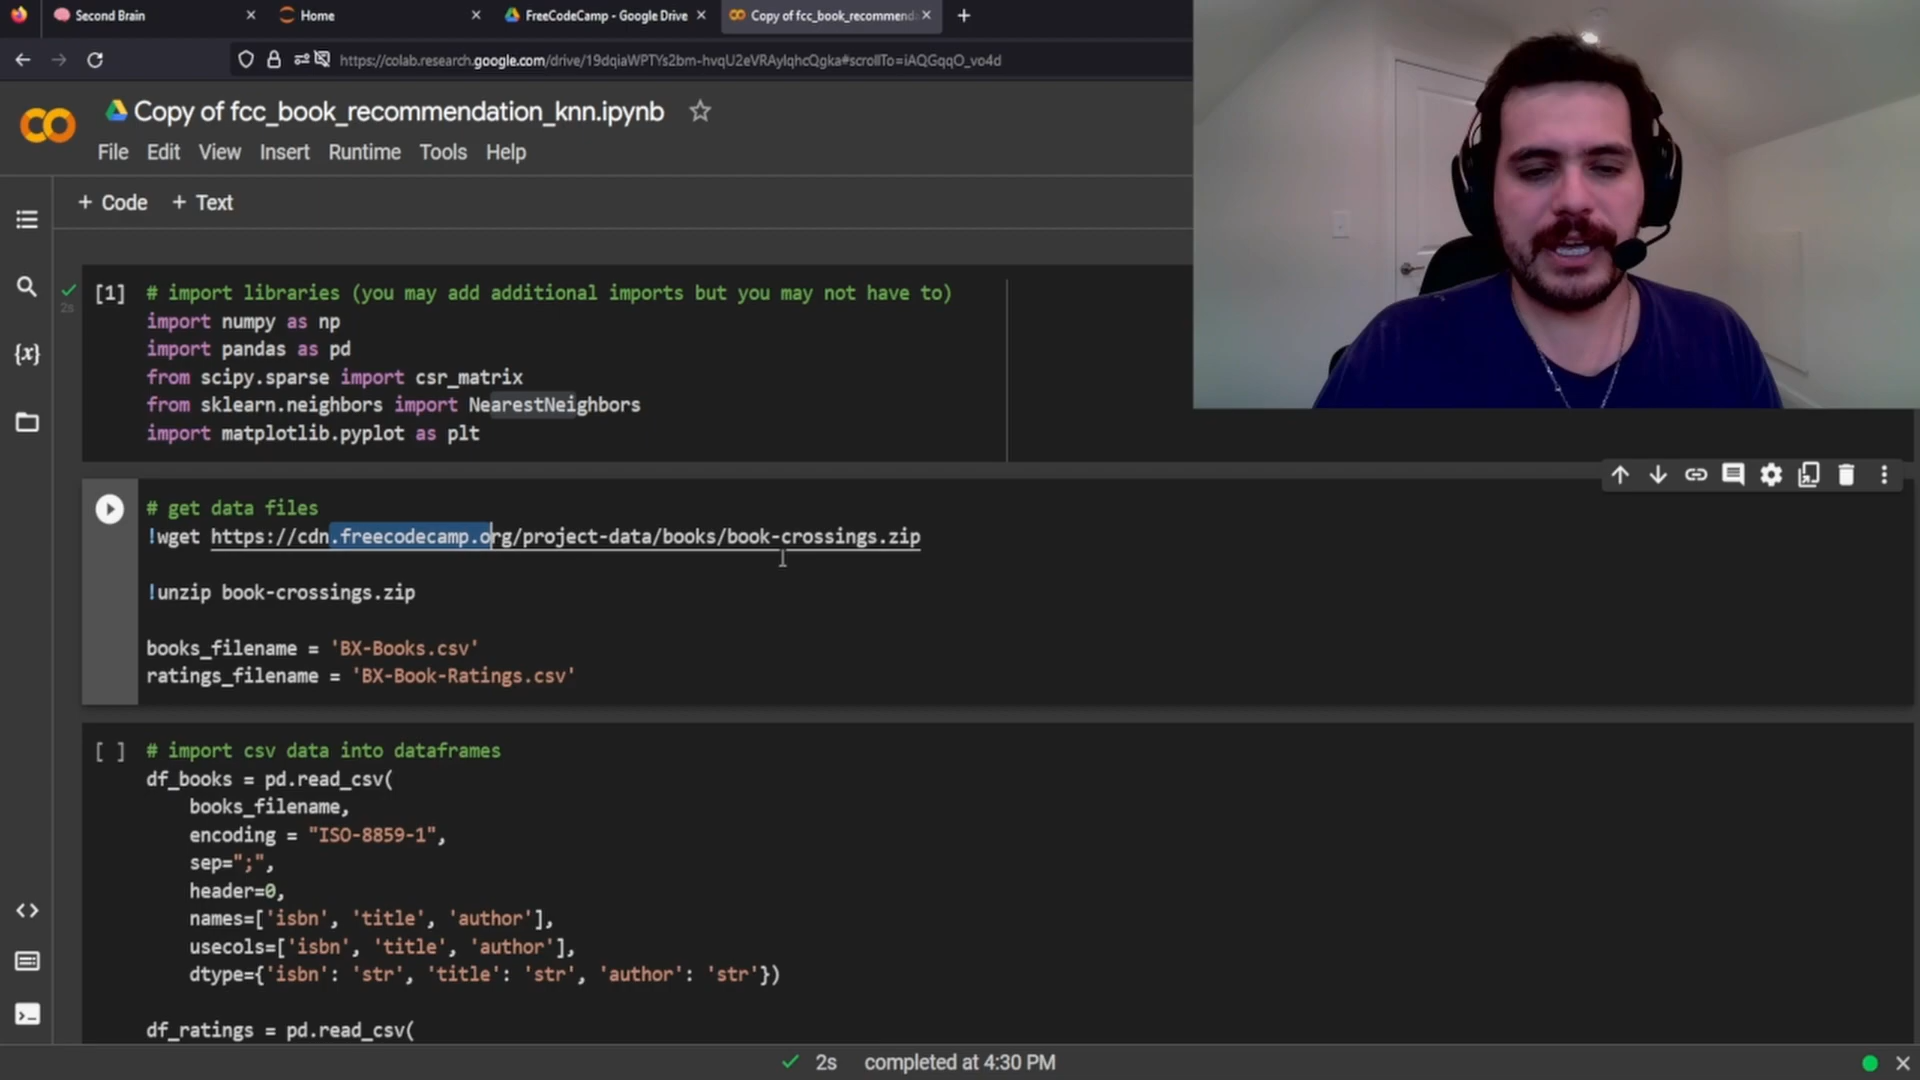 Second Brain
Home
FreeCodeCamp - Google Drive
Copy of fcc_book_recommend
https://colab.research.google.com/drive/19dqiaWPTYs2bm-hvqU2eVRAyIqhcQgka#scrollTo=iAQGqqO_vo4d
Copy of fcc_book_recommendation_knn.ipynb
File Edit View Insert Runtime Tools Help
+ Code + Text
[1] # import libraries (you may add additional imports but you may not have to)
2s
import numpy as np
import pandas as pd
from scipy.sparse import csr_matrix
from sklearn.neighbors import NearestNeighbors
import matplotlib.pyplot as plt
# get data files
!wget https://cdn.freecodecamp.org/project-data/books/book-crossings.zip
!unzip book-crossings.zip
books_filename = 'BX-Books.csv'
ratings_filename = 'BX-Book-Ratings.csv'
[ ] # import csv data into dataframes
df_books = pd.read_csv(
books_filename,
encoding = "ISO-8859-1",
sep=";",
header=0,
names=['isbn', 'title', 'author'],
usecols=['isbn', 'title', 'author'],
dtype={'isbn': 'str', 'title': 'str', 'author': 'str'})
df_ratings = pd.read_csv(
2s completed at 4:30 PM